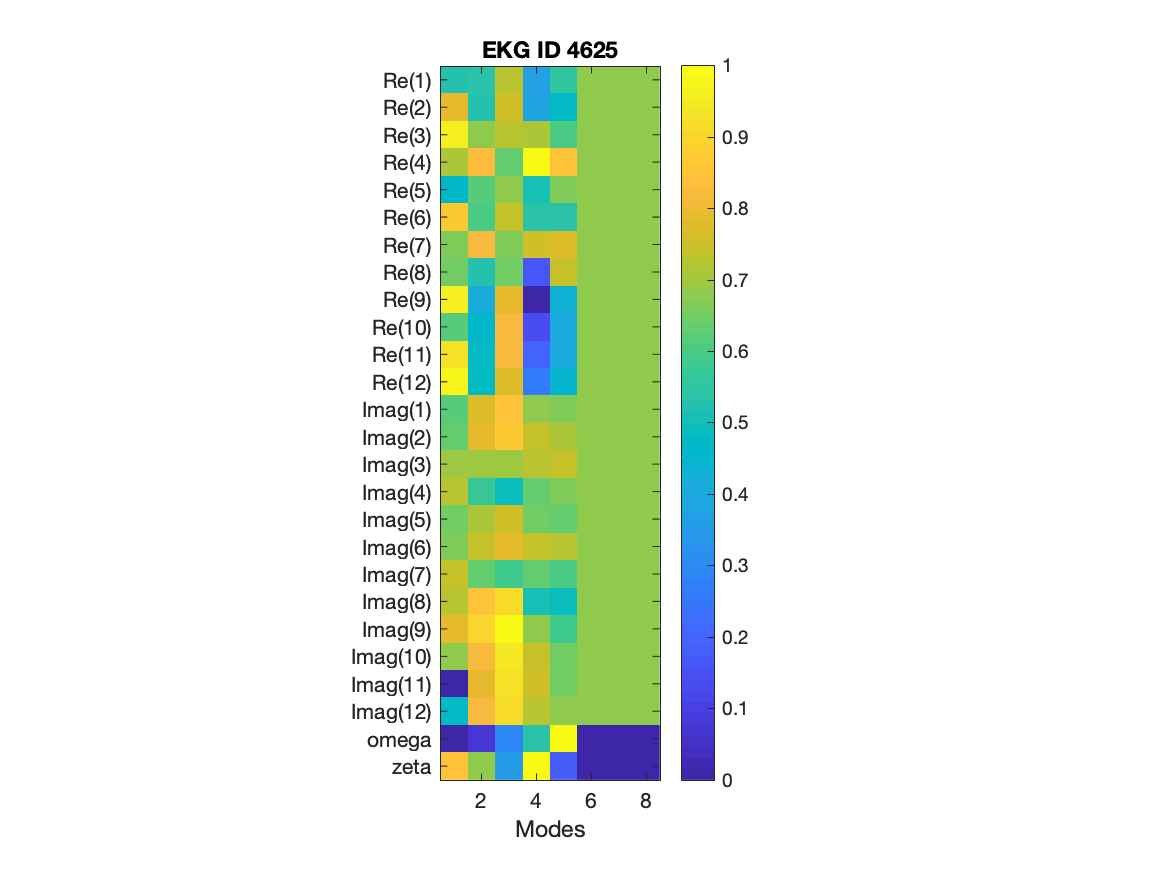 EKG ID 4625
Re(1)
Re(2)
Re(3)
Re(4)
Re(5)
Re(6)
Re(7)
Re(8)
Re(9)
Re(10)
Re(11)
Re(12)
Imag(1)
Imag(2)
Imag(3)
Imag(4)
Imag(5)
Imag(6)
Imag(7)
Imag(8)
Imag(9)
Imag(10)
Imag(11)
Imag(12)
omega
zeta
2 4 6 8
Modes
1
0.9
0.8
0.7
0.6
0.5
0.4
0.3
0.2
0.1
0